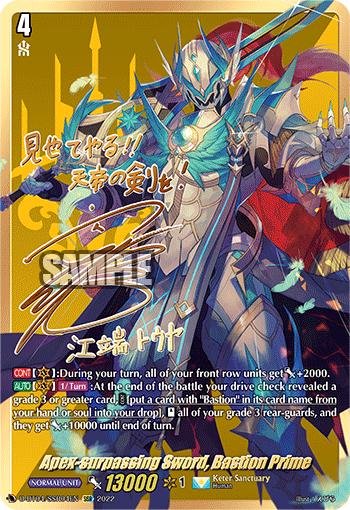 4
見せてやる!!
天帝の剣を!
SAMPLE
江端トウヤ
CONT【】:During your turn, all of your front row units get +2000.
AUTO【】1/Turn :At the end of the battle your drive check revealed a
grade 3 or greater card, [put a card with "Bastion" in its card name from
your hand or soul into your drop], all of your grade 3 rear-guards, and
they get +10000 until end of turn.
Apex-surpassing Sword, Bastion Prime
NORMAL UNIT
13000
1
Keter Sanctuary
Human
2022